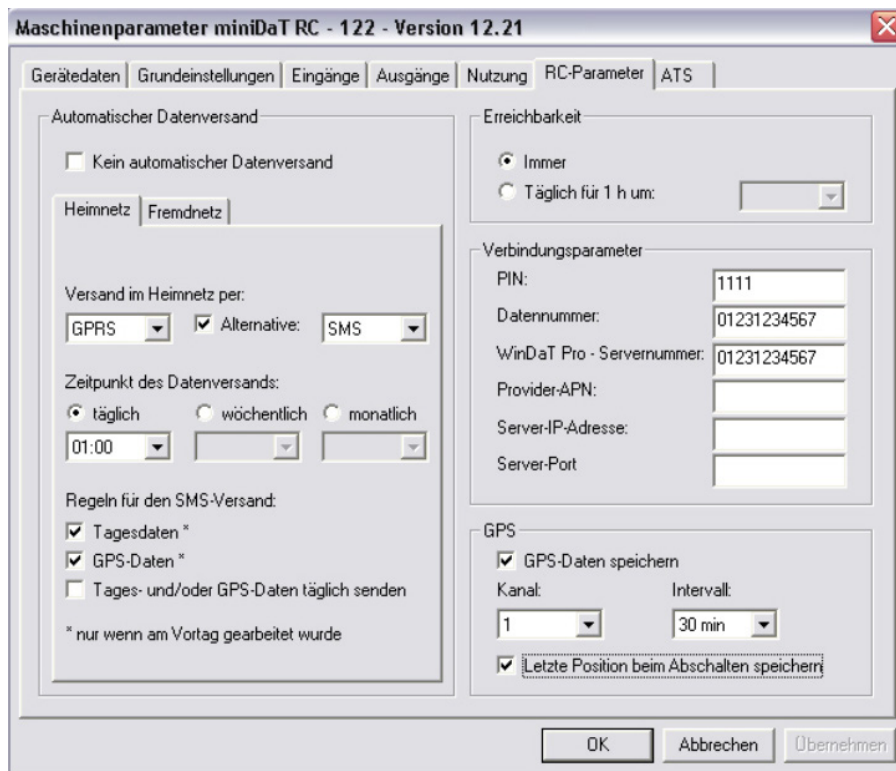 Maschinenparameter miniDaT RC - 122 - Version 12.21
Gerätedaten Grundeinstellungen Eingänge Ausgänge Nutzung RC-Parameter ATS
Automatischer Datenversand
Kein automatischer Datenversand
Heimnetz Fremdnetz
Versand im Heimnetz per:
GPRS Alternative: SMS
Zeitpunkt des Datenversands:
täglich wöchentlich monatlich
01:00
Regeln für den SMS-Versand:
Tagesdaten *
GPS-Daten *
Tages- und/oder GPS-Daten täglich senden
* nur wenn am Vortag gearbeitet wurde
Erreichbarkeit
Immer
Täglich für 1 h um:
Verbindungsparameter
PIN: 1111
Datennummer: 01231234567
WinDaT Pro - Servernummer: 01231234567
Provider-APN:
Server-IP-Adresse:
Server-Port
GPS
GPS-Daten speichern
Kanal: Intervall:
1 30 min
Letzte Position beim Abschalten speichern
OK Abbrechen Übernehmen